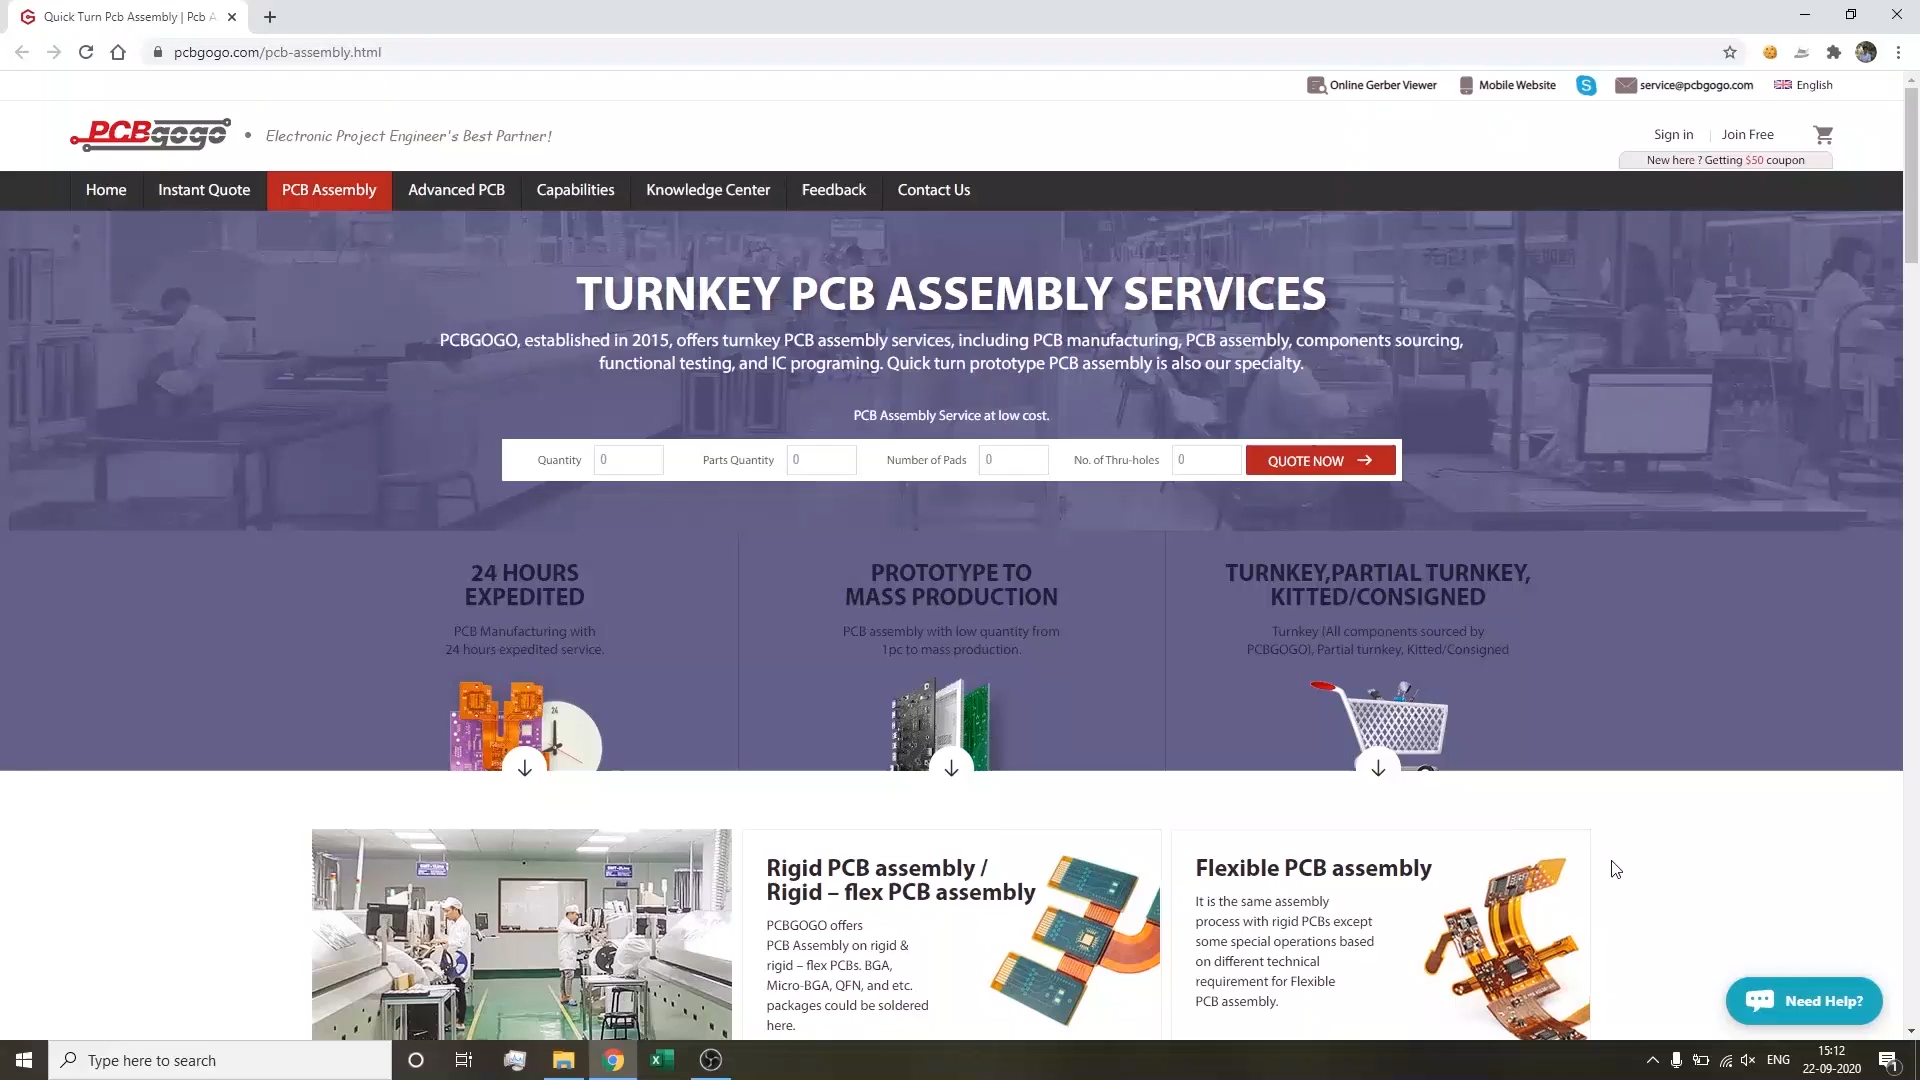 Quick Turn Pcb Assembly | Pcb A
pcbgogo.com/pcb-assembly.html
Online Gerber Viewer
Mobile Website
service@pcbgogo.com
English
PCBgogo
Electronic Project Engineer's Best Partner!
Sign in
Join Free
New here ? Getting $50 coupon
Home
Instant Quote
PCB Assembly
Advanced PCB
Capabilities
Knowledge Center
Feedback
Contact Us
TURNKEY PCB ASSEMBLY SERVICES
PCBGOGO, established in 2015, offers turnkey PCB assembly services, including PCB manufacturing, PCB assembly, components sourcing,
functional testing, and IC programing. Quick turn prototype PCB assembly is also our specialty.
PCB Assembly Service at low cost.
Quantity 0
Parts Quantity 0
Number of Pads 0
No. of Thru-holes 0
QUOTE NOW
24 HOURS
EXPEDITED
PCB Manufacturing with
24 hours expedited service.
24
PROTOTYPE TO
MASS PRODUCTION
PCB assembly with low quantity from
1pc to mass production.
TURNKEY,PARTIAL TURNKEY,
KITTED/CONSIGNED
Turnkey (All components sourced by
PCBGOGO), Partial turnkey, Kitted/Consigned
Rigid PCB assembly /
Rigid – flex PCB assembly
PCBGOGO offers
PCB Assembly on rigid &
rigid – flex PCBs. BGA,
Micro-BGA, QFN, and etc.
packages could be soldered
here.
Flexible PCB assembly
It is the same assembly
process with rigid PCBs except
some special operations based
on different technical
requirement for Flexible
PCB assembly.
Need Help?
Type here to search
ENG
15:12
22-09-2020
1